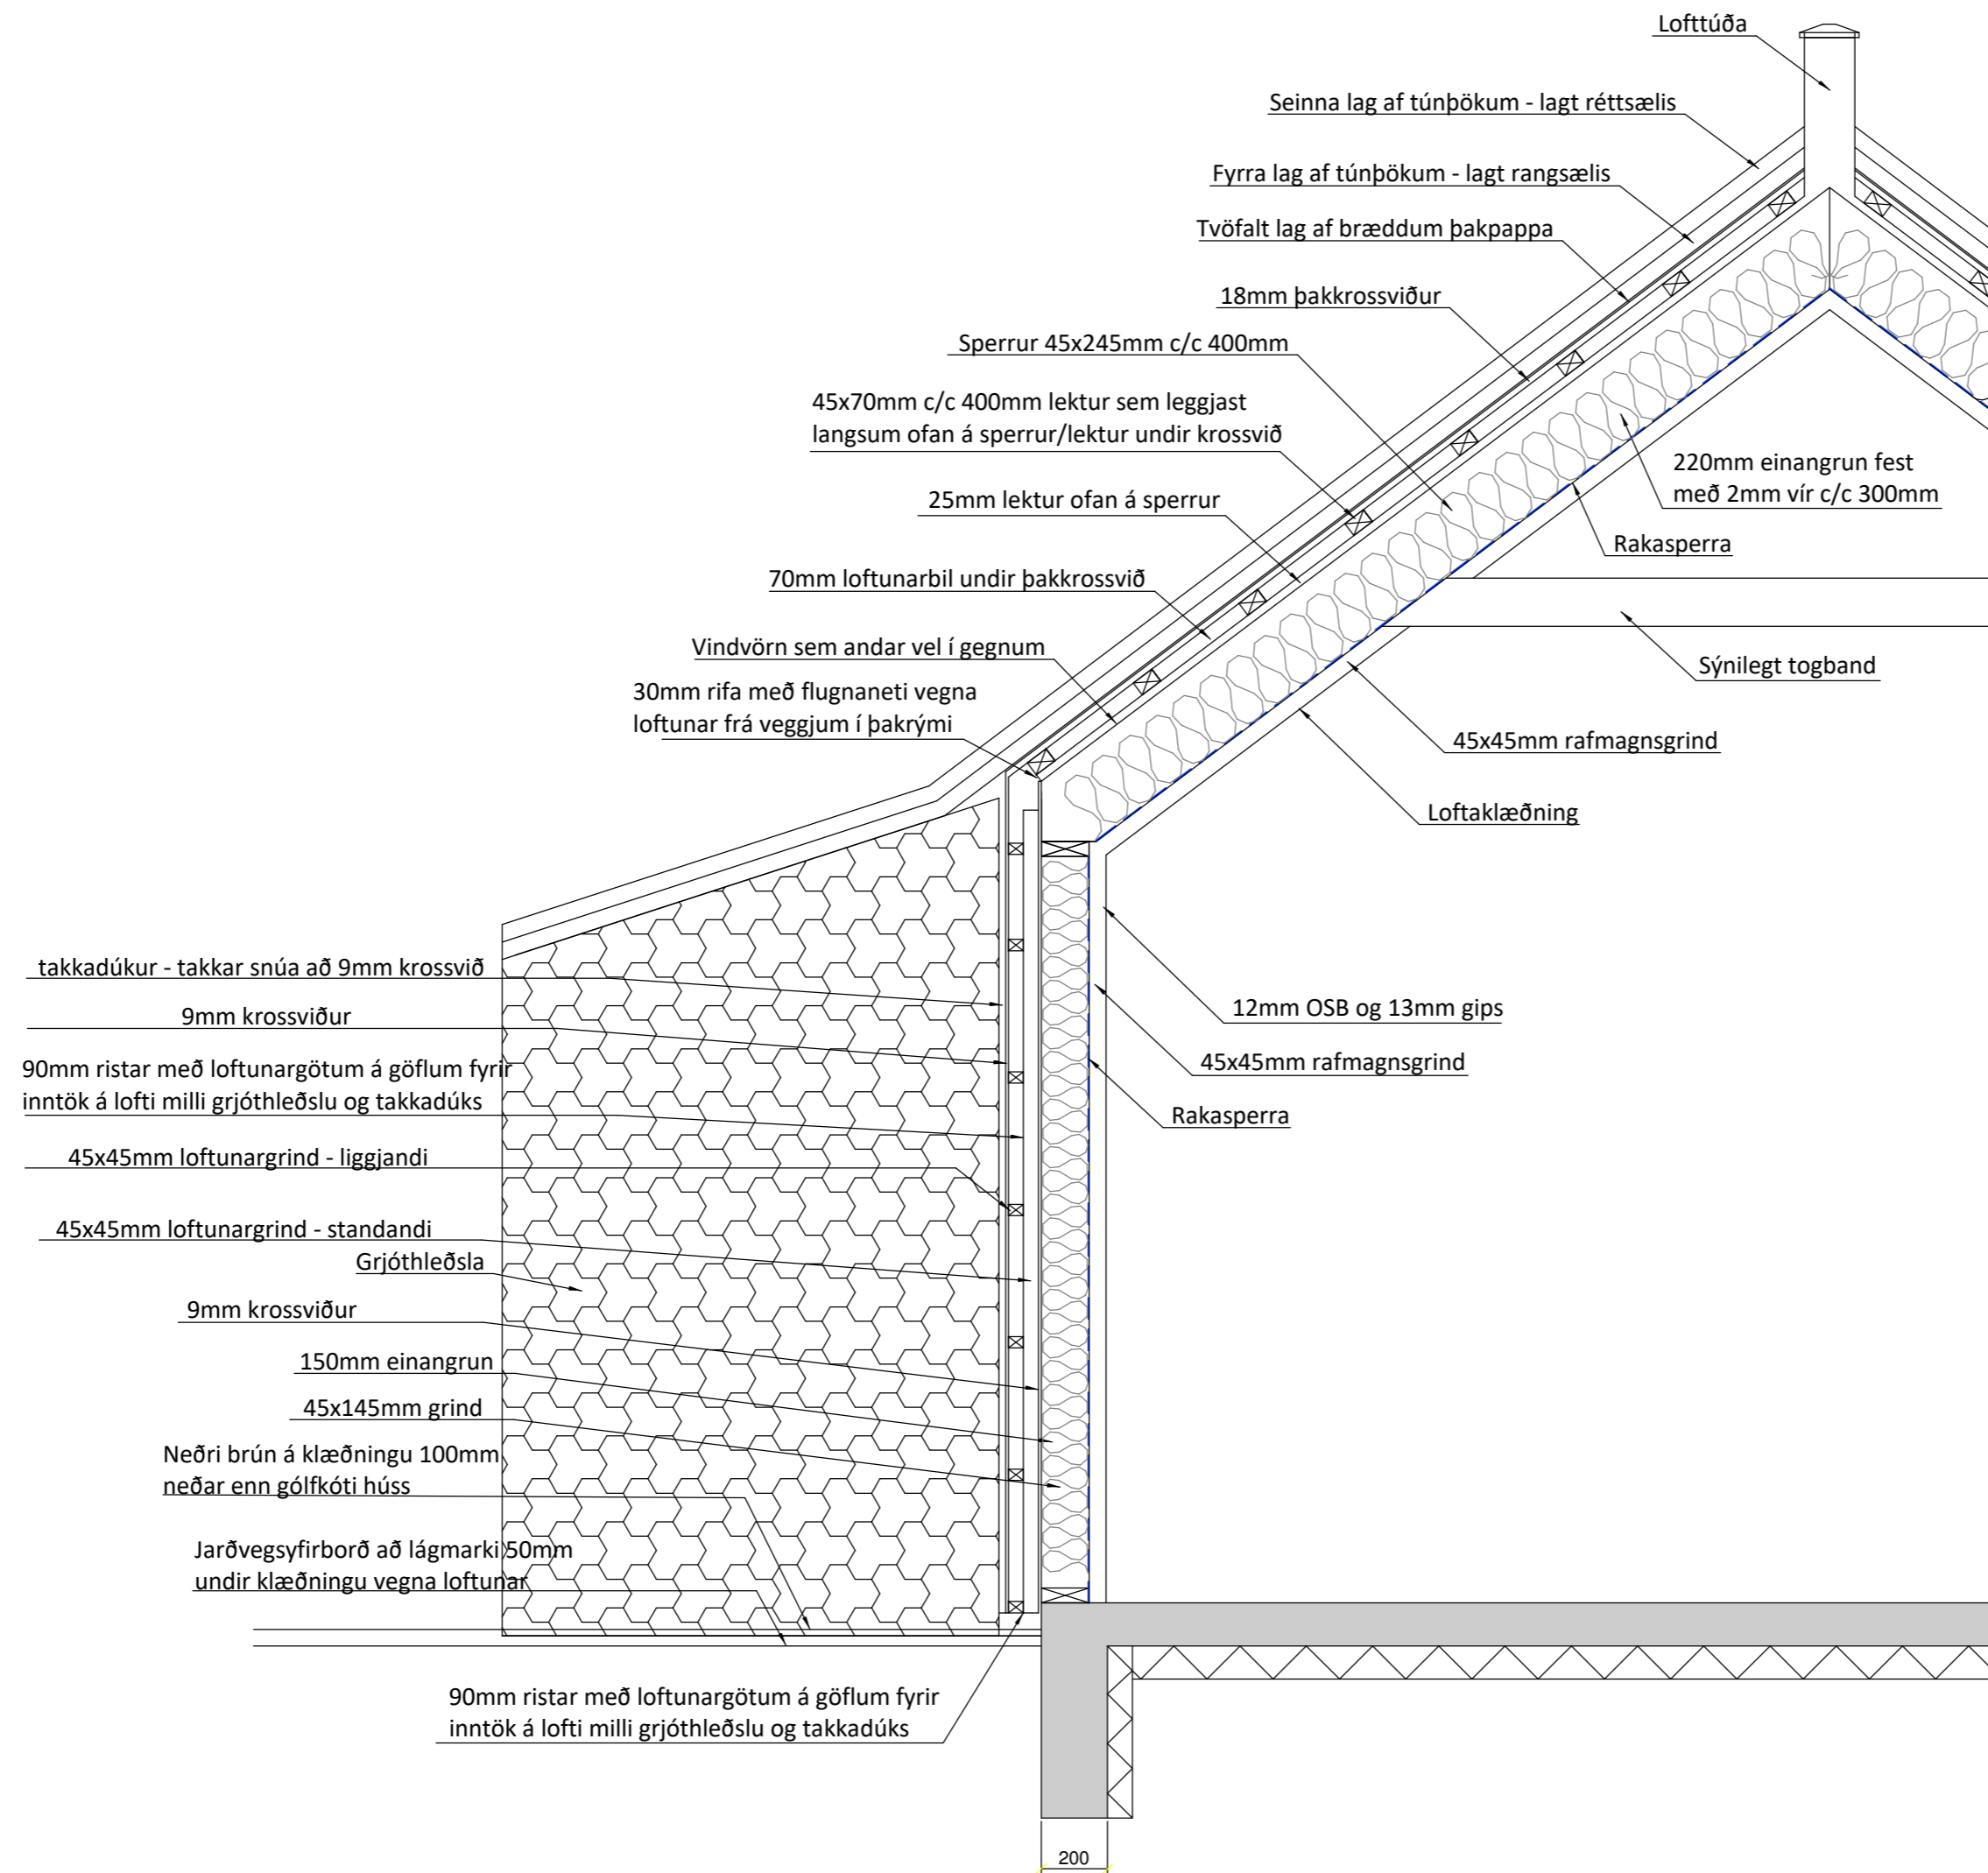 Lofttúða
Seinna lag af túnþökum - lagt réttsælis
Fyrra lag af túnþökum - lagt rangsælis
Tvöfalt lag af bræddum þakpappa
18mm þakkrossviður
Sperrur 45x245mm c/c 400mm
45x70mm c/c 400mm lektur sem leggjast
langsum ofan á sperrur/lektur undir krossvið
220mm einangrun fest
með 2mm vír c/c 300mm
25mm lektur ofan á sperrur
Rakasperra
70mm loftunarbil undir þakkrossvið
Vindvörn sem andar vel í gegnum
Sýnilegt togband
30mm rifa með flugnaneti vegna
loftunar frá veggjum í þakrými
45x45mm rafmagnsgrind
Loftaklæðning
takkadúkur - takkar snúa að 9mm krossvið
12mm OSB og 13mm gips
9mm krossviður
45x45mm rafmagnsgrind
90mm ristar með loftunargötum á göflum fyrir
inntök á lofti milli grjóthleðslu og takkadúks
Rakasperra
45x45mm loftunargrind - liggjandi
45x45mm loftunargrind - standandi
Grjóthleðsla
9mm krossviður
150mm einangrun
45x145mm grind
Neðri brún á klæðningu 100mm
neðar enn gólfkóti húss
Jarðvegsyfirborð að lágmarki 50mm
undir klæðningu vegna loftunar
90mm ristar með loftunargötum á göflum fyrir
inntök á lofti milli grjóthleðslu og takkadúks
200